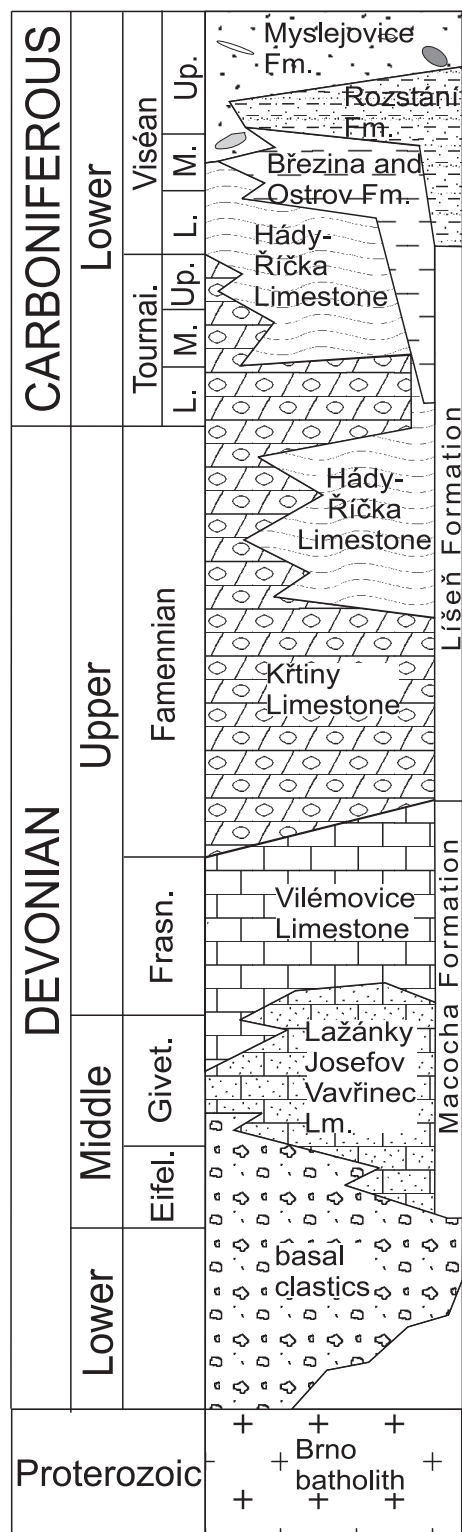 CARBONIFEROUS
Lower
Viséan
Up.
M.
L.
Tournai.
Up.
M.
L.
DEVONIAN
Upper
Famennian
Frasn.
Middle
Givet.
Eifel.
Lower
Proterozoic
Myslejovice
Fm.
Rozstání
Fm.
Březina and
Ostrov Fm.
Hády-
Říčka
Limestone
Hády-
Říčka
Limestone
Křtiny
Limestone
Vilémovice
Limestone
Lažánky
Josefov
Vavřinec
Lm.
basal
clastics
Brno
batholith
Líšeň Formation
Macocha Formation